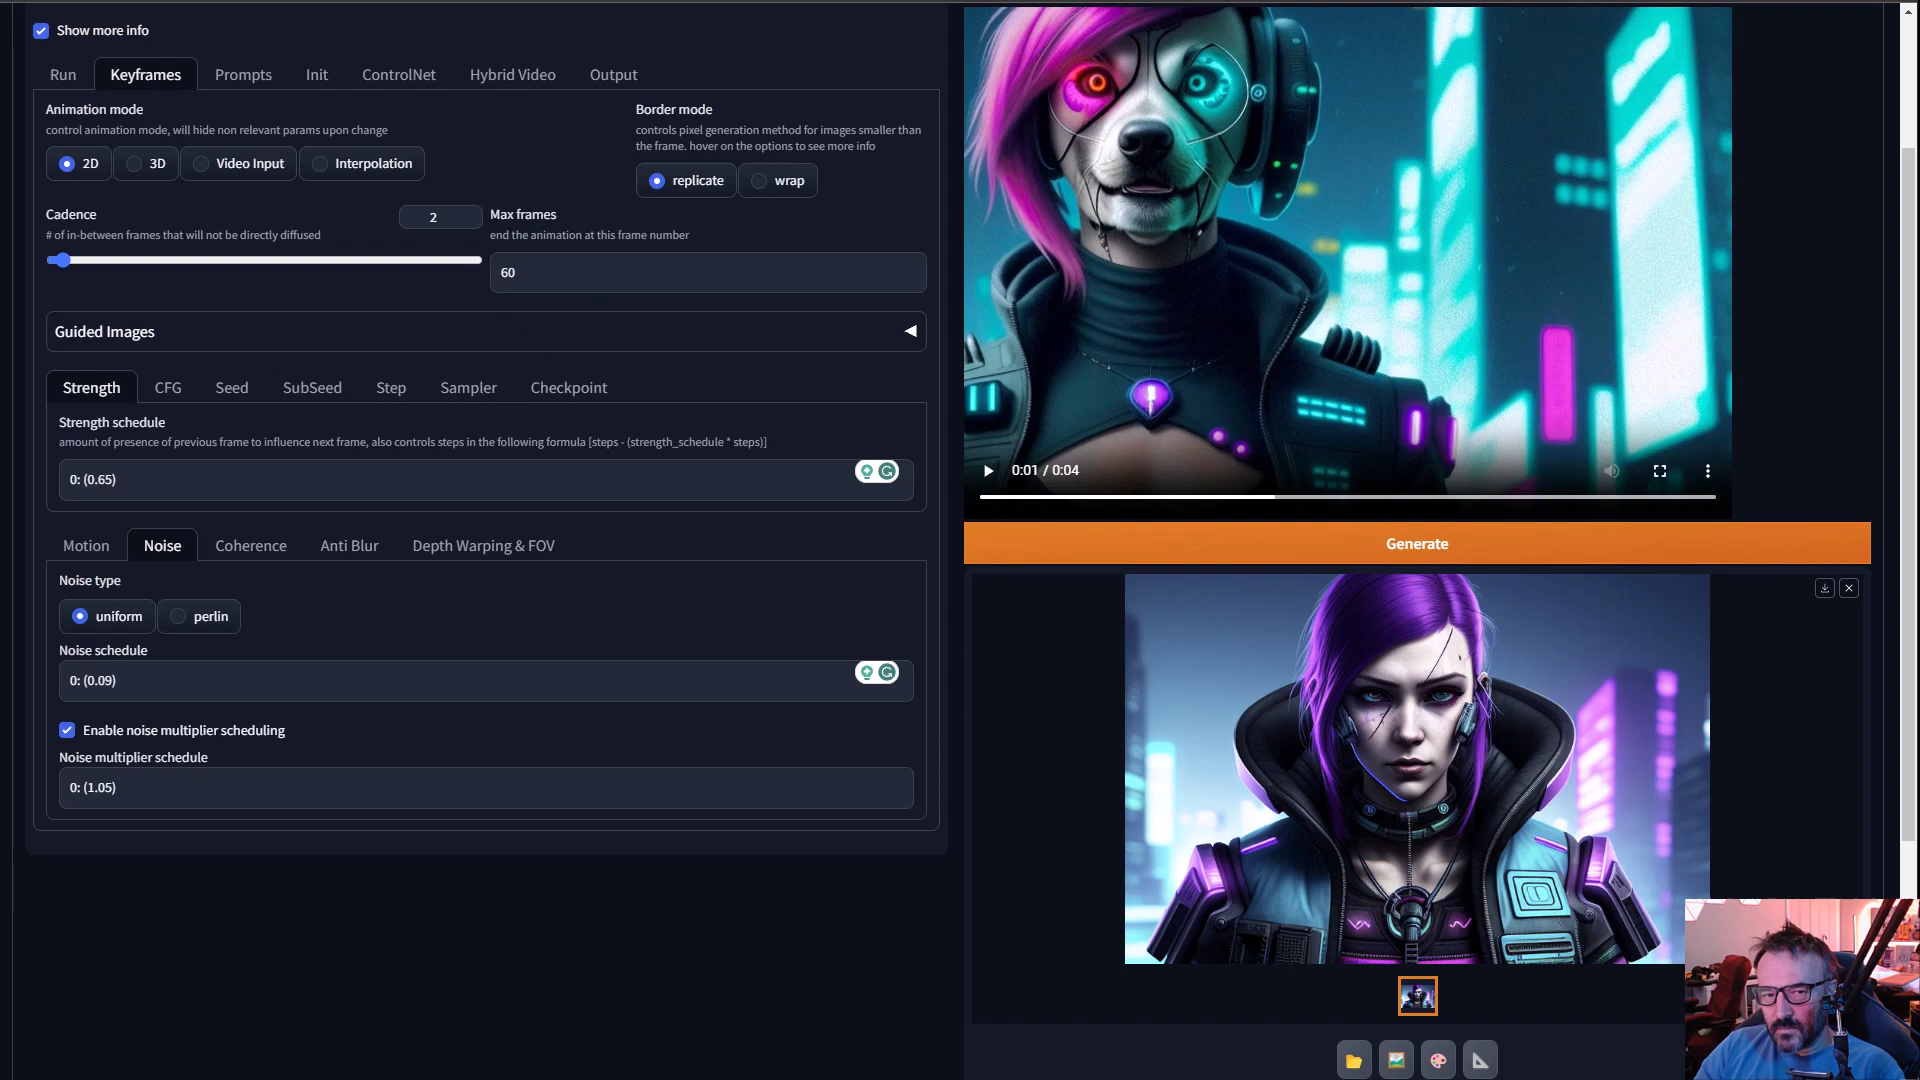 Show more info
Run Keyframes Prompts Init ControlNet Hybrid Video Output
Animation mode
control animation mode, will hide non relevant params upon change
2D 3D Video Input Interpolation
Border mode
controls pixel generation method for images smaller than
the frame. hover on the options to see more info
replicate wrap
Cadence
2
# of in-between frames that will not be directly diffused
Max frames
end the animation at this frame number
60
Guided Images
Strength CFG Seed SubSeed Step Sampler Checkpoint
Strength schedule
amount of presence of previous frame to influence next frame, also controls steps in the following formula [steps - (strength_schedule * steps)]
0: (0.65)
Motion Noise Coherence Anti Blur Depth Warping & FOV
Noise type
uniform perlin
Noise schedule
0: (0.09)
Enable noise multiplier scheduling
Noise multiplier schedule
0: (1.05)
0:01 / 0:04
Generate